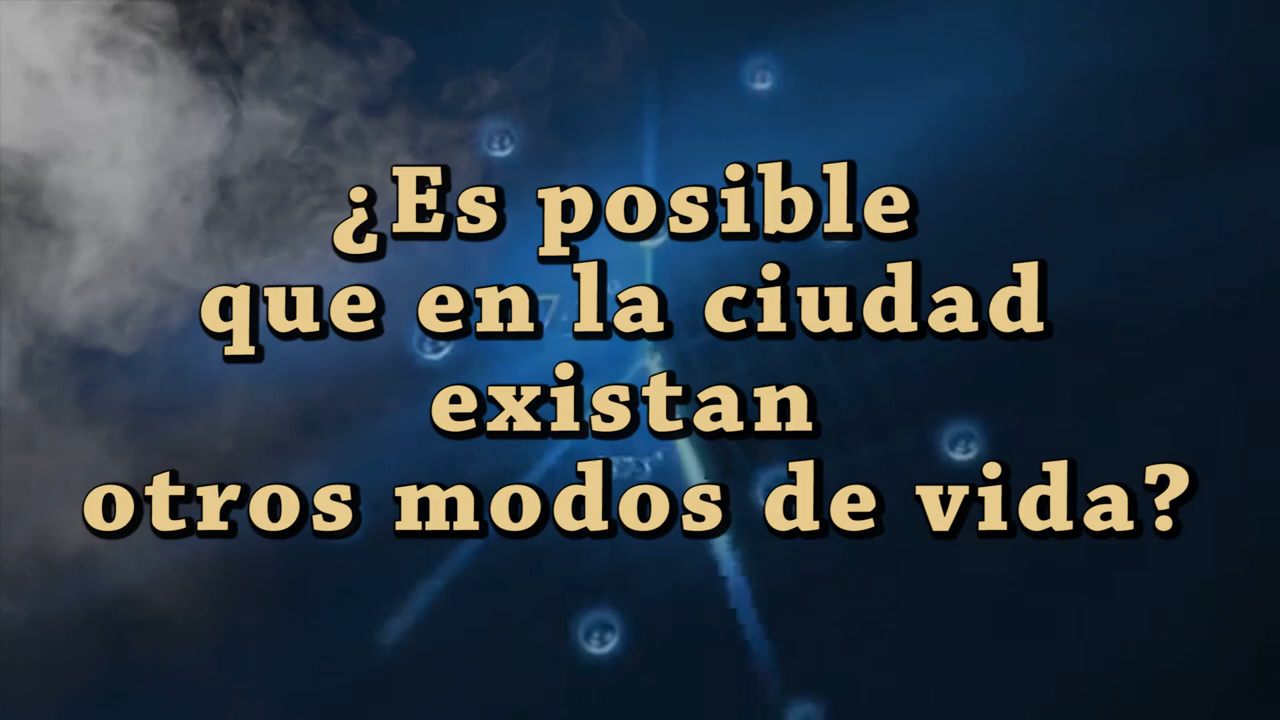 ¿Es posible
que en la ciudad
existan
otros modos de vida?